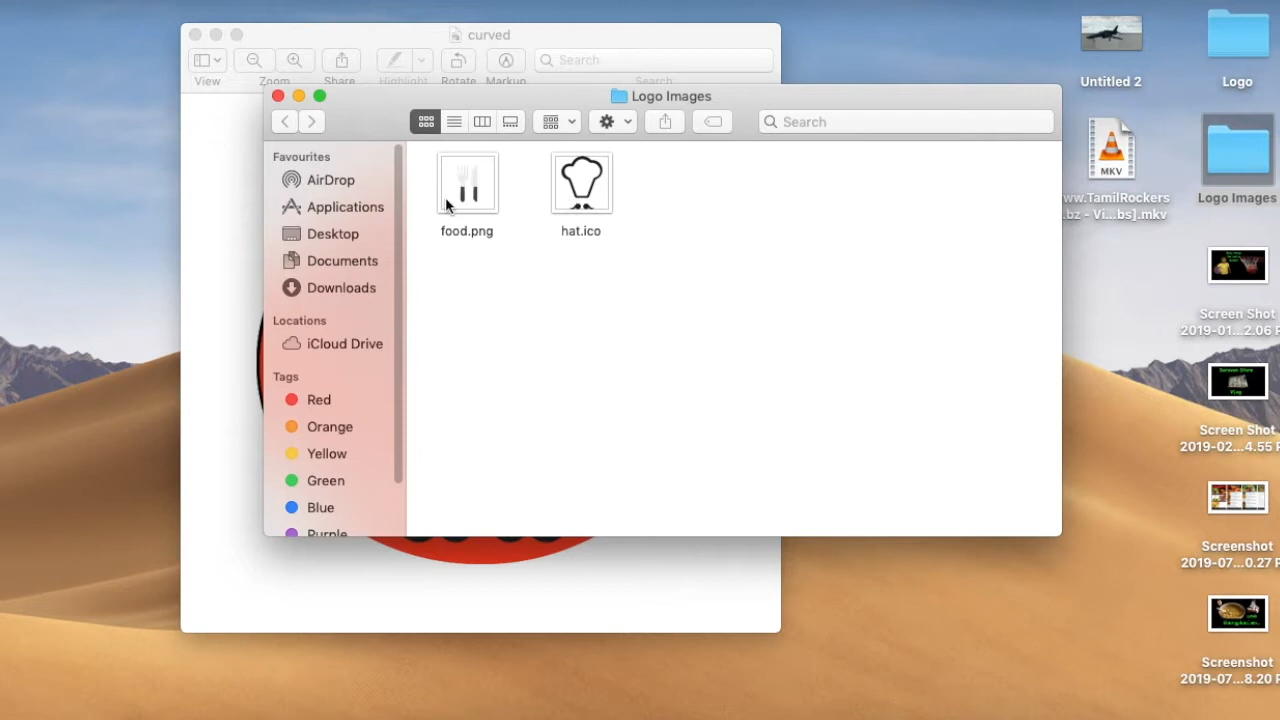 curved
Search
View
Zoom
Share
Highlight
Rotate
Markup
Search
Logo Images
Search
Favourites
AirDrop
Applications
Desktop
Documents
Downloads
Locations
iCloud Drive
Tags
Red
Orange
Yellow
Green
Blue
Purple
food.png
hat.ico
Untitled 2
Logo
MKV
ww.TamilRockers
.bz - Vi...bs].mkv
Logo Images
Screen Shot
2019-01...2.06 P
Screen Shot
2019-02...4.55 P
Screenshot
2019-07...0.27 P
Screenshot
2019-07...8.20 P